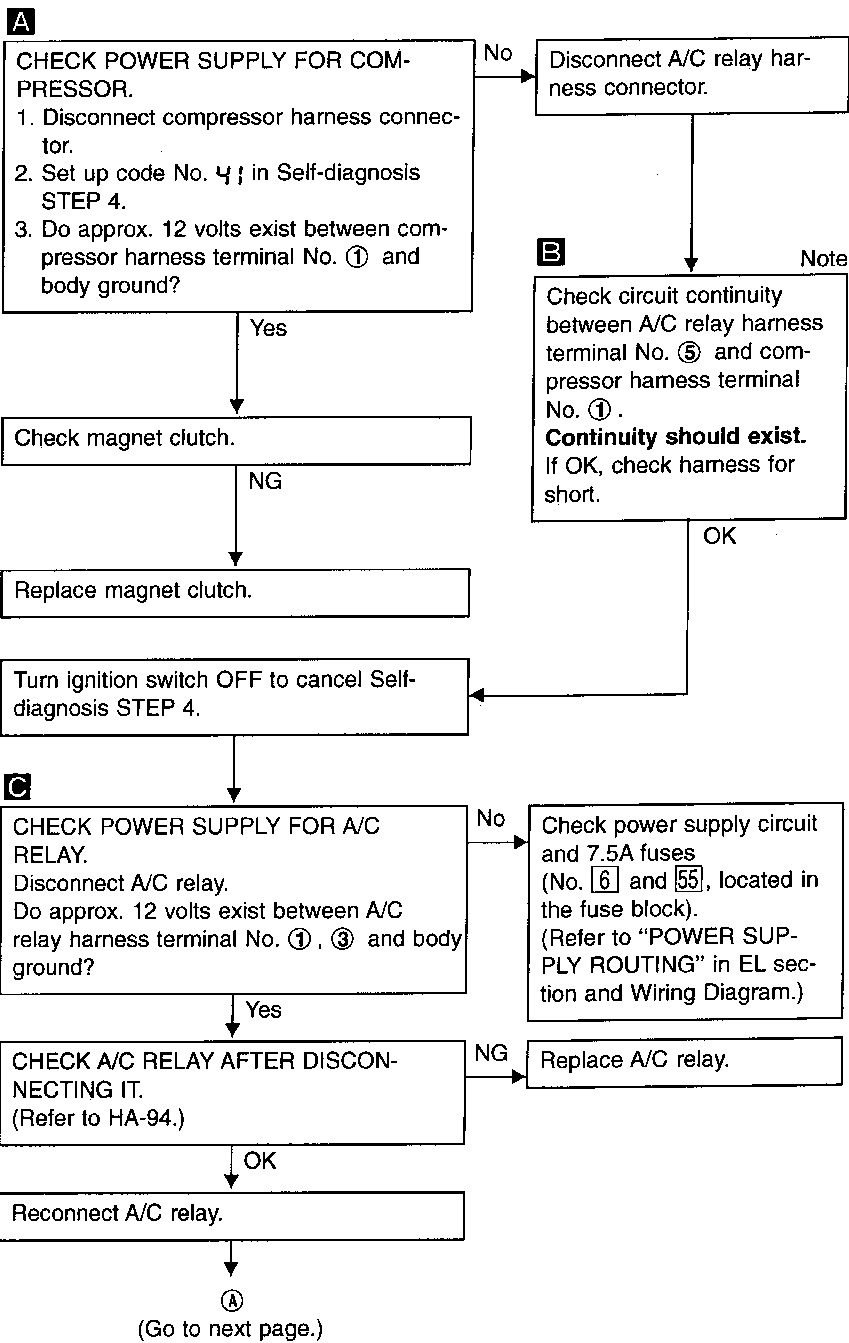 A
CHECK POWER SUPPLY FOR COM-
PRESSOR.
1. Disconnect compressor harness connec-
tor.
2. Set up code No. 41 in Self-diagnosis
STEP 4.
3. Do approx. 12 volts exist between com-
pressor harness terminal No. ① and
body ground?
No
Disconnect A/C relay har-
ness connector.
Yes
B
Note
Check circuit continuity
between A/C relay harness
terminal No. ⑤ and com-
pressor harness terminal
No. ①.
Continuity should exist.
If OK, check harness for
short.
OK
Check magnet clutch.
NG
Replace magnet clutch.
Turn ignition switch OFF to cancel Self-
diagnosis STEP 4.
C
CHECK POWER SUPPLY FOR A/C
RELAY.
Disconnect A/C relay.
Do approx. 12 volts exist between A/C
relay harness terminal No. ①, ③ and body
ground?
No
Check power supply circuit
and 7.5A fuses
(No. 6 and 55, located in
the fuse block).
(Refer to “POWER SUP-
PLY ROUTING” in EL sec-
tion and Wiring Diagram.)
Yes
CHECK A/C RELAY AFTER DISCON-
NECTING IT.
(Refer to HA-94.)
NG
Replace A/C relay.
OK
Reconnect A/C relay.
Ⓐ
(Go to next page.)